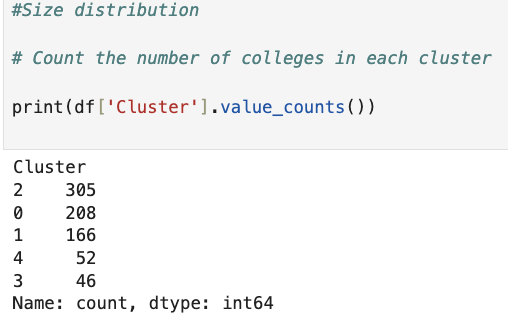 #Size distribution
# Count the number of colleges in each cluster
print(df['Cluster'].value_counts())
Cluster
2    305
0    208
1    166
4     52
3     46
Name: count, dtype: int64